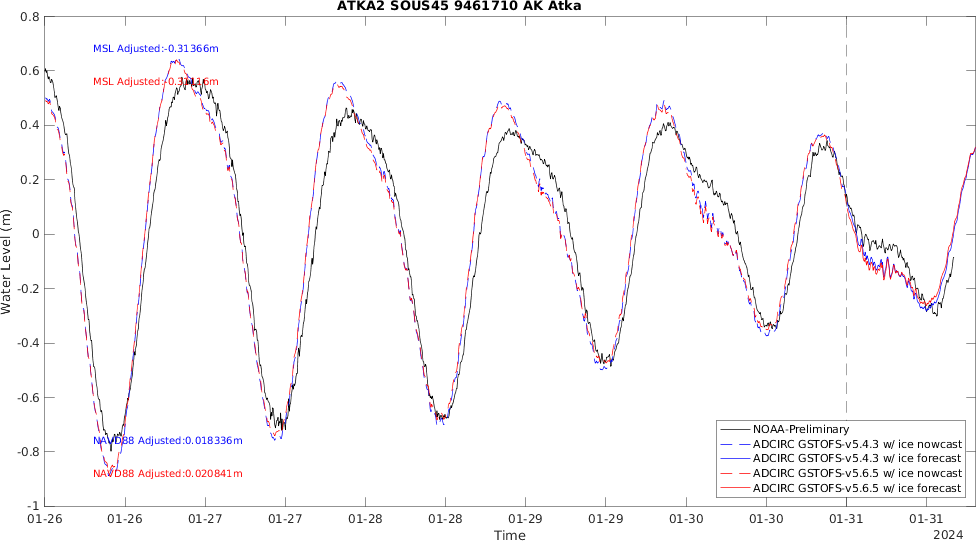 ATKA2 SOUS45 9461710 AK Atka
0.8
0.6
0.4
0.2
0
-0.2
-0.4
-0.6
-0.8
-1
Water Level (m)
MSL Adjusted:-0.31366m
MSL Adjusted:
NAVD88 Adjusted:0.018336m
NAVD88 Adjusted:0.020841m
NOAA-Preliminary
ADCIRC GSTOFS-v5.4.3 w/ ice nowcast
ADCIRC GSTOFS-v5.4.3 w/ ice forecast
ADCIRC GSTOFS-v5.6.5 w/ ice nowcast
ADCIRC GSTOFS-v5.6.5 w/ ice forecast
01-26 01-26 01-27 01-27 01-28 01-28 01-29 01-29 01-30 01-30 01-31 01-31
2024
Time